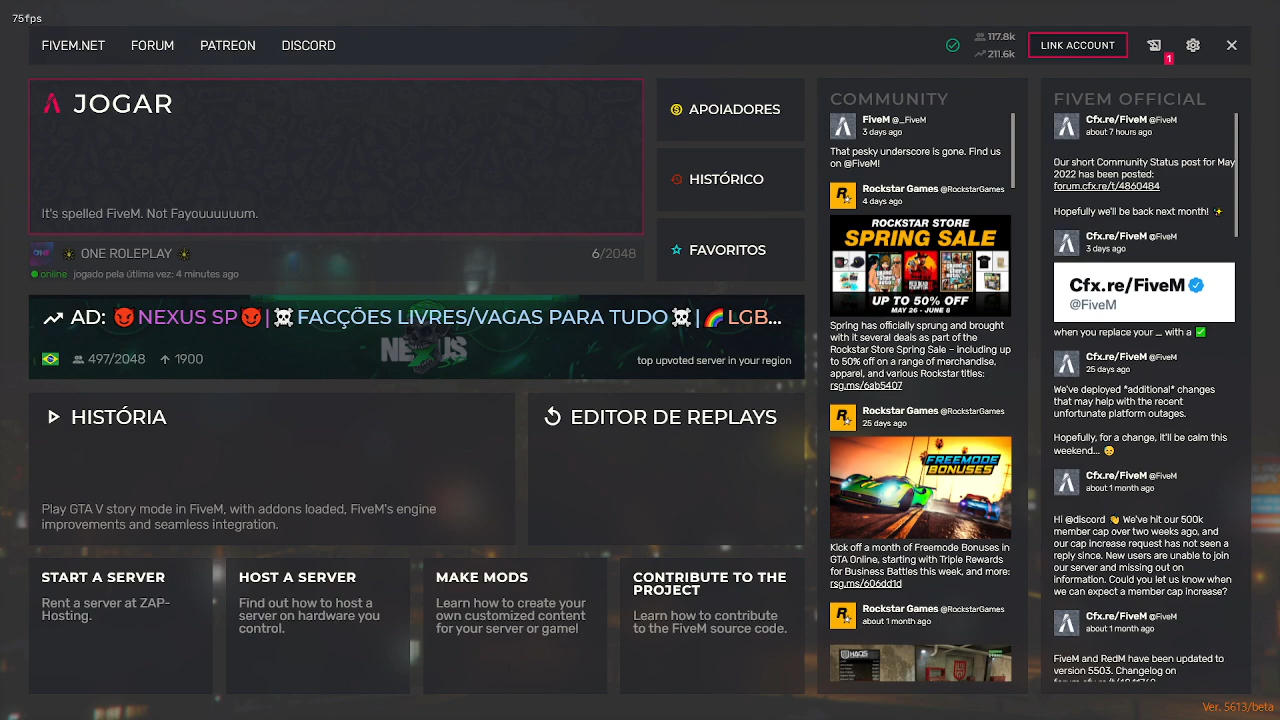 75fps
FIVEM.NET
FORUM
PATREON
DISCORD
117.8k
211.6k
LINK ACCOUNT
1
JOGAR
It's spelled FiveM. Not Fayouuuuuum.
ONE
☀ ONE ROLEPLAY ☀
6/2048
online
jogado pela útlima vez: 4 minutes ago
APOIADORES
HISTÓRICO
FAVORITOS
AD: 😈NEXUS SP😈|☠FACÇÕES LIVRES/VAGAS PARA TUDO☠|🌈LGB...
NEXUS
497/2048
1900
top upvoted server in your region
HISTÓRIA
Play GTA V story mode in FiveM, with addons loaded, FiveM's engine
improvements and seamless integration.
EDITOR DE REPLAYS
START A SERVER
Rent a server at ZAP-
Hosting.
HOST A SERVER
Find out how to host a
server on hardware you
control.
MAKE MODS
Learn how to create your
own customized content
for your server or game!
CONTRIBUTE TO THE
PROJECT
Learn how to contribute
to the FiveM source code.
COMMUNITY
FiveM @_FiveM
3 days ago
That pesky underscore is gone. Find us
on @FiveM!
Rockstar Games @RockstarGames
4 days ago
ROCKSTAR STORE
SPRING SALE
UP TO 50% OFF
MAY 26 - JUNE 8
Spring has officially sprung and brought
with it several deals as part of the
Rockstar Store Spring Sale – including up
to 50% off on a range of merchandise,
apparel, and various Rockstar titles:
rsg.ms/6ab5407
Rockstar Games @RockstarGames
25 days ago
FREEMODE
BONUSES
Kick off a month of Freemode Bonuses in
GTA Online, starting with Triple Rewards
for Business Battles this week, and more:
rsg.ms/606dd1d
Rockstar Games @RockstarGames
about 1 month ago
HAOS
FIVEM OFFICIAL
Cfx.re/FiveM @FiveM
about 7 hours ago
Our short Community Status post for May
2022 has been posted:
forum.cfx.re/t/4860484
Hopefully we'll be back next month! ✨
Cfx.re/FiveM @FiveM
3 days ago
Cfx.re/FiveM
@FiveM
when you replace your _ with a ✅
Cfx.re/FiveM @FiveM
25 days ago
We've deployed *additional* changes
that may help with the recent
unfortunate platform outages.
Hopefully, for a change, it'll be calm this
weekend... 😔
Cfx.re/FiveM @FiveM
about 1 month ago
Hi @discord 👋 We've hit our 500k
member cap over two weeks ago, and
our cap increase request has not seen a
reply since. New users are unable to join
our server and missing out on
information. Could you let us know when
we can expect a member cap increase?
Cfx.re/FiveM @FiveM
about 1 month ago
FiveM and RedM have been updated to
version 5503. Changelog on
Ver. 5613/beta